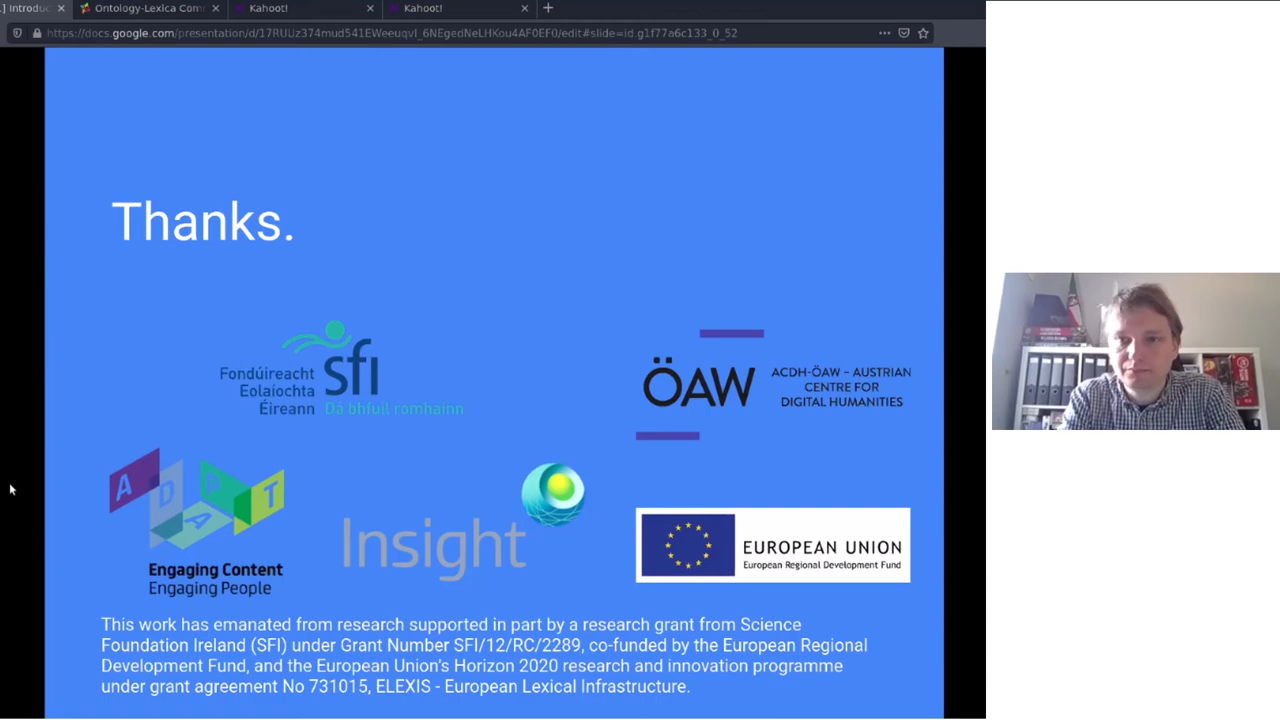 .] Introduc
Ontology-Lexica Com
Kahoot!
Kahoot!
https://docs.google.com/presentation/d/17RUUz374mud541EWeeuqvI_6NEgedNeLHKou4AF0EF0/edit#slide=id.g1f77a6c133_0_52
Thanks.
Fondúireacht
Eolaíochta
Éireann
sfi
Dá bhfuil romhainn
ÖAW
ACDH-ÖAW – AUSTRIAN
CENTRE FOR
DIGITAL HUMANITIES
ADAPT
Engaging Content
Engaging People
Insight
EUROPEAN UNION
European Regional Development Fund
This work has emanated from research supported in part by a research grant from Science
Foundation Ireland (SFI) under Grant Number SFI/12/RC/2289, co-funded by the European Regional
Development Fund, and the European Union's Horizon 2020 research and innovation programme
under grant agreement No 731015, ELEXIS - European Lexical Infrastructure.